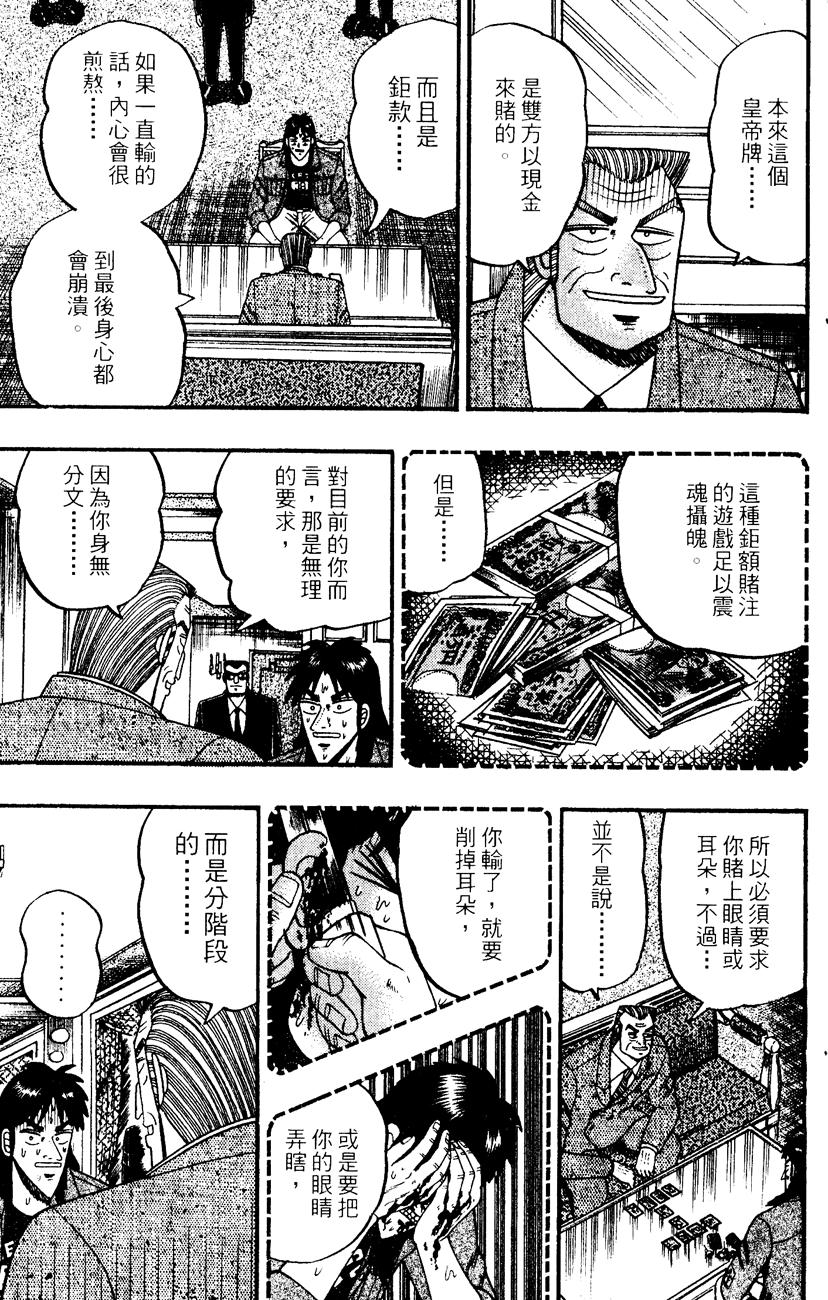 本來這個
皇帝牌……
是雙方以現金
來賭的。
而且是
鉅款……
如果一直輸的
話，內心會很
煎熬……
到最後身心都
會崩潰。
這種鉅額賭注
的遊戲足以震
魂攝魄。
但是……
對目前的你而
言，那是無理
的要求，
因為你身無
分文………
所以必須要求
你賭上眼睛或
耳朵，不過…
並不是說……
你輸了，就要
削掉耳朵，
或是要把
你的眼睛
弄瞎，
而是分階段
的………
………